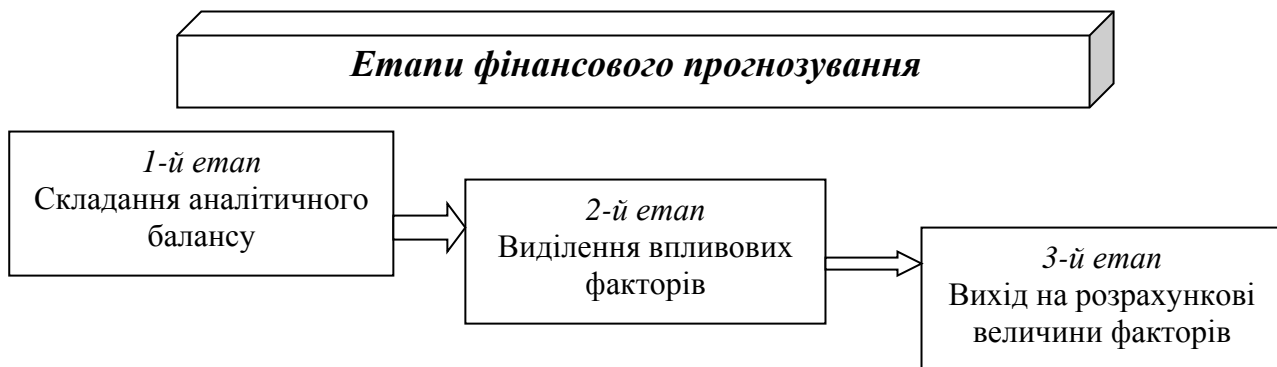 Етапи фінансового прогнозування
1-й етап
Складання аналітичного
балансу
2-й етап
Виділення впливових
факторів
3-й етап
Вихід на розрахункові
величини факторів